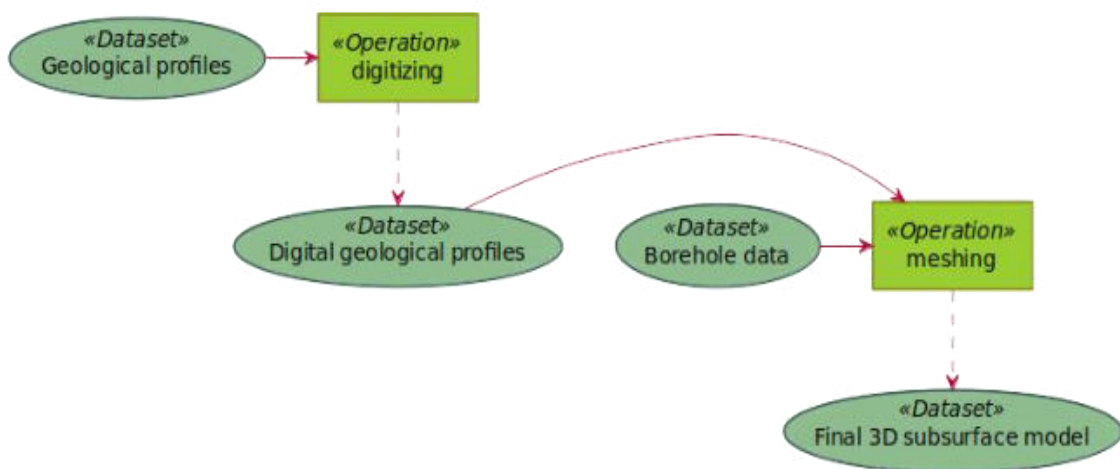 «Dataset»
Geological profiles
«Operation»
digitizing
«Dataset»
Digital geological profiles
«Dataset»
Borehole data
«Operation»
meshing
«Dataset»
Final 3D subsurface model